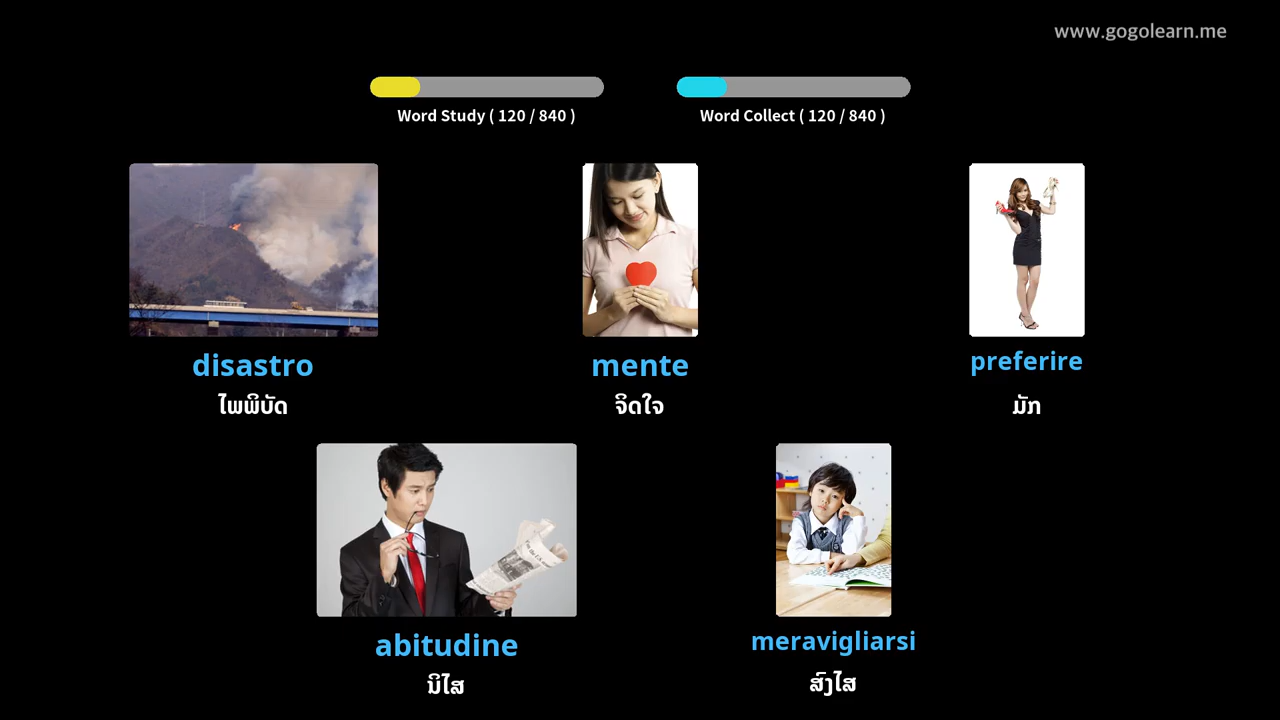 www.gogolearn.me
Word Study ( 120 / 840 )
Word Collect ( 120 / 840 )
disastro
ໄພພິບັດ
mente
ຈິດໃຈ
preferire
ມັກ
abitudine
ນິໄສ
meravigliarsi
ສົງໄສ